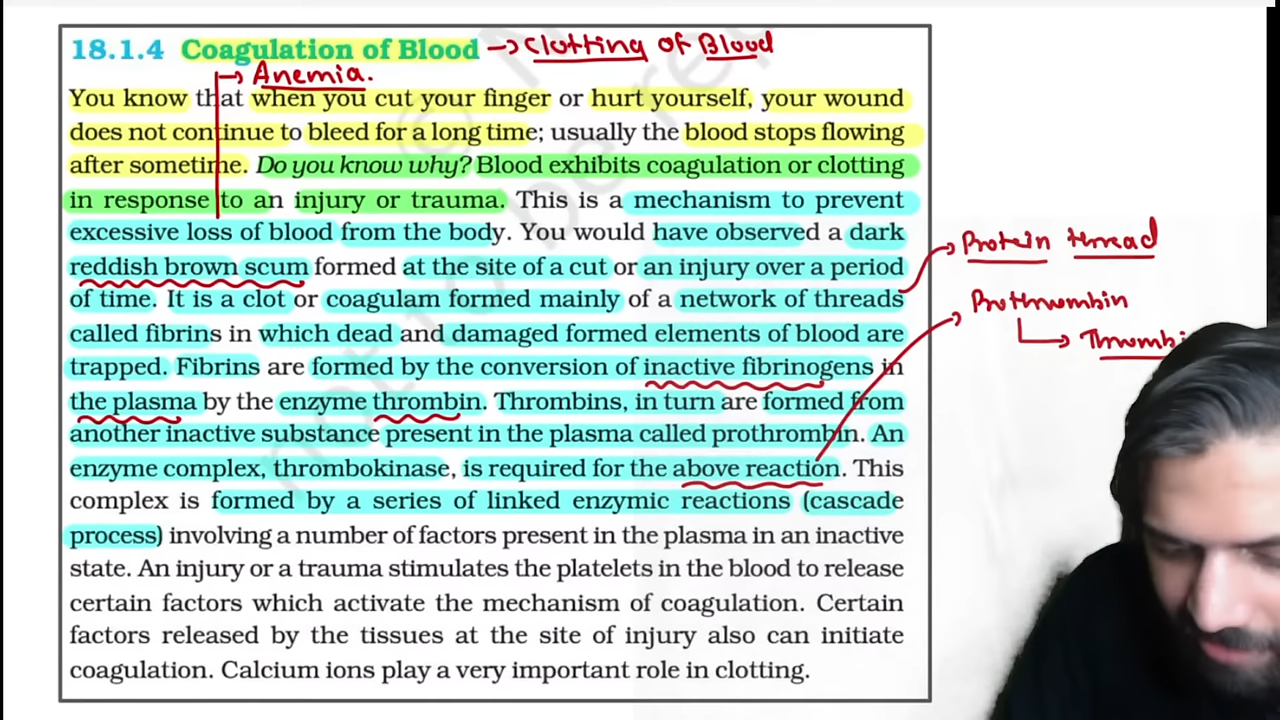 18.1.4 Coagulation of Blood → Clotting of Blood
→ Anemia.
You know that when you cut your finger or hurt yourself, your wound
does not continue to bleed for a long time; usually the blood stops flowing
after sometime. Do you know why? Blood exhibits coagulation or clotting
in response to an injury or trauma. This is a mechanism to prevent
excessive loss of blood from the body. You would have observed a dark
reddish brown scum formed at the site of a cut or an injury over a period
of time. It is a clot or coagulam formed mainly of a network of threads
called fibrins in which dead and damaged formed elements of blood are
trapped. Fibrins are formed by the conversion of inactive fibrinogens in
the plasma by the enzyme thrombin. Thrombins, in turn are formed from
another inactive substance present in the plasma called prothrombin. An
enzyme complex, thrombokinase, is required for the above reaction. This
complex is formed by a series of linked enzymic reactions (cascade
process) involving a number of factors present in the plasma in an inactive
state. An injury or a trauma stimulates the platelets in the blood to release
certain factors which activate the mechanism of coagulation. Certain
factors released by the tissues at the site of injury also can initiate
coagulation. Calcium ions play a very important role in clotting.
→ Protein thread
→ Prothrombin
→ Thrombi